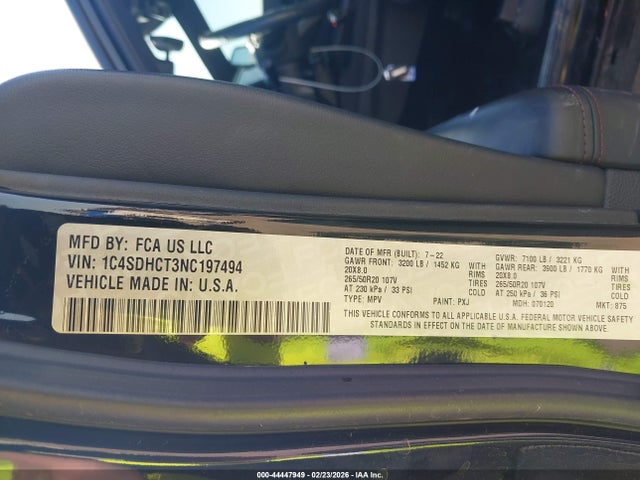 MFD BY: FCA US LLC
VIN: 1C4SDHCT3NC197494
VEHICLE MADE IN: U.S.A.
DATE OF MFR (BUILT): 7-22 GVWR: 7100 LB / 3221 KG
GAWR FRONT: 3200 LB / 1452 KG WITH GAWR REAR: 3900 LB / 1770 KG WITH
20X8.0 RIMS 20X8.0 RIMS
265/50R20 107V TIRES 265/50R20 107V TIRES
AT 230 kPa / 33 PSI COLD AT 250 kPa / 36 PSI COLD
TYPE: MPV PAINT: PXJ MDH: 070120 MKT: 875
THIS VEHICLE CONFORMS TO ALL APPLICABLE U.S.A. FEDERAL MOTOR VEHICLE SAFETY
STANDARDS IN EFFECT ON THE DATE OF MANUFACTURE SHOWN ABOVE.
000-44447949 - 02/23/2026 - IAA Inc.